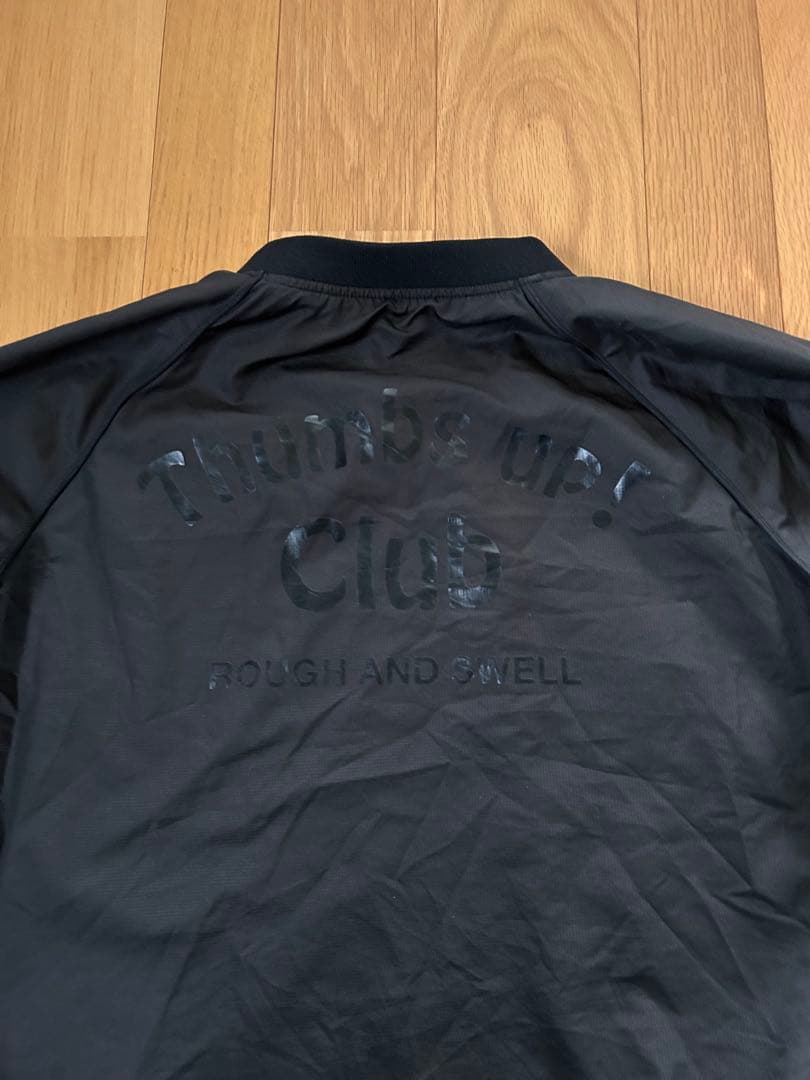 Thumbs up!
Club
ROUGH AND SWELL